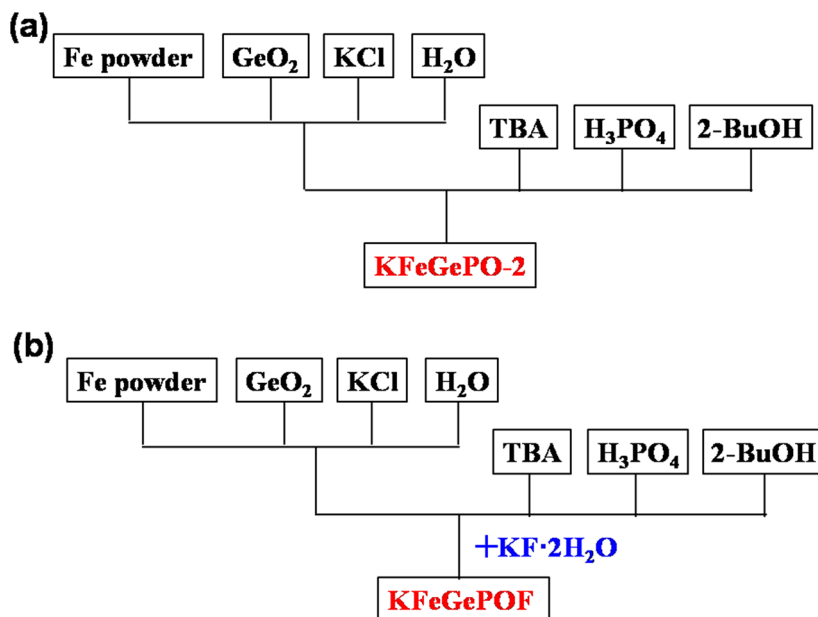 (a)
Fe powder GeO₂ KCl H₂O
TBA H₃PO₄ 2-BuOH
KFeGePO-2
(b)
Fe powder GeO₂ KCl H₂O
TBA H₃PO₄ 2-BuOH
+KF·2H₂O
KFeGePOF